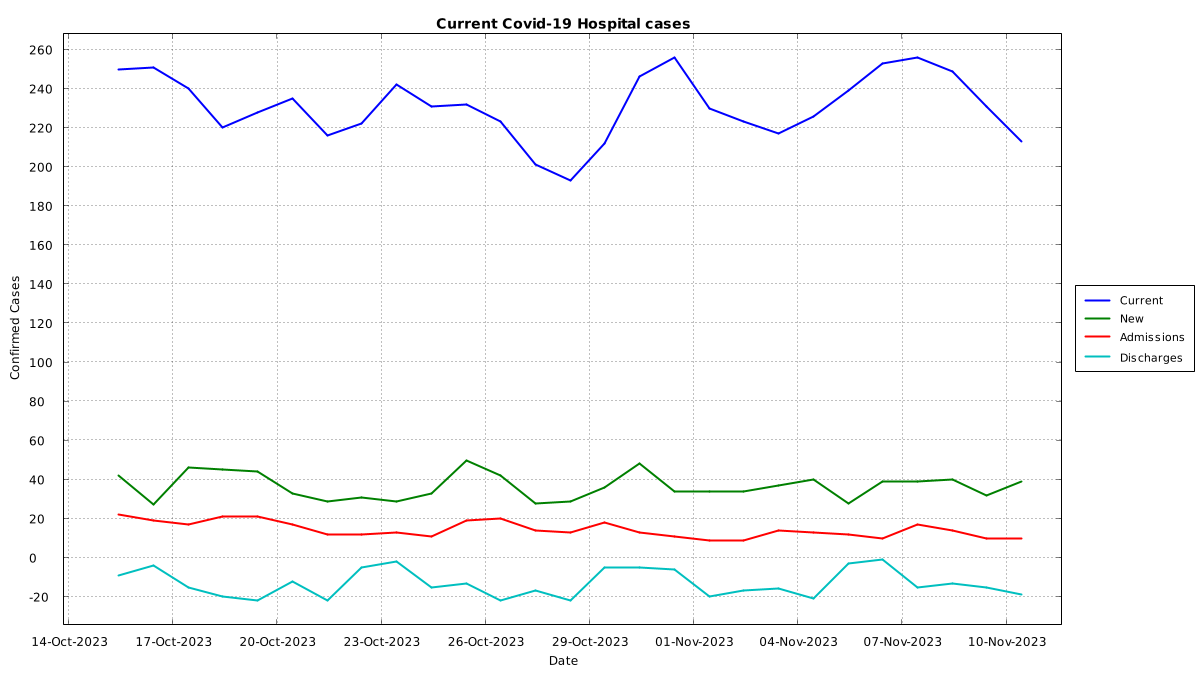 Current Covid-19 Hospital cases
260
240
220
200
180
160
140
120
100
80
60
40
20
0
-20
Confirmed Cases
14-Oct-2023 17-Oct-2023 20-Oct-2023 23-Oct-2023 26-Oct-2023 29-Oct-2023 01-Nov-2023 04-Nov-2023 07-Nov-2023 10-Nov-2023
Date
Current
New
Admissions
Discharges